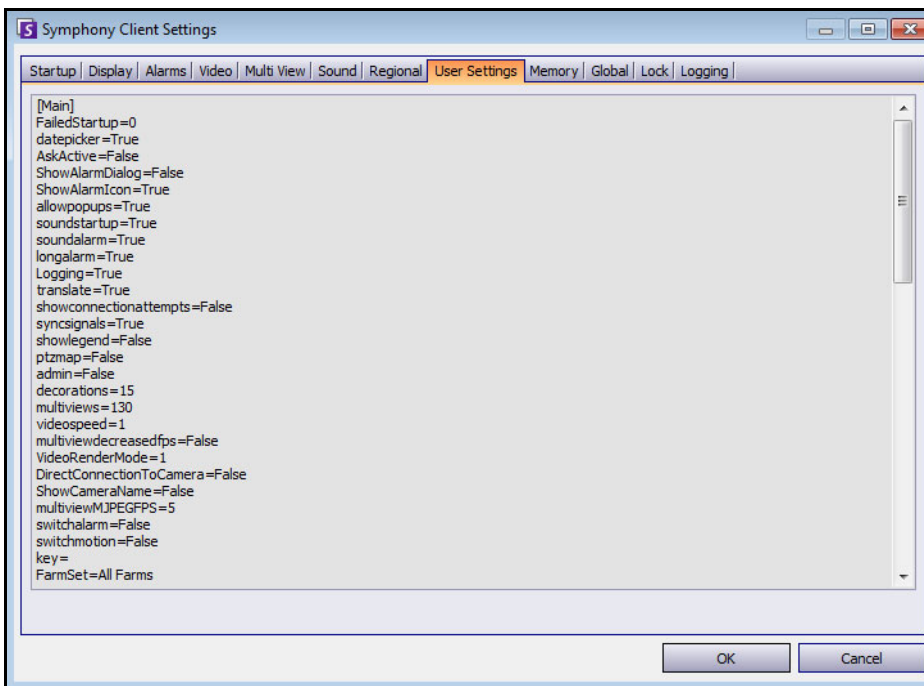 Symphony Client Settings
Startup Display Alarms Video Multi View Sound Regional User Settings Memory Global Lock Logging
[Main]
FailedStartup=0
datepicker=True
AskActive=False
ShowAlarmDialog=False
ShowAlarmIcon=True
allowpopups=True
soundstartup=True
soundalarm=True
longalarm=True
Logging=True
translate=True
showconnectionattempts=False
syncsignals=True
showlegend=False
ptzmap=False
admin=False
decorations=15
multiviews=130
videospeed=1
multiviewdecreasedfps=False
VideoRenderMode=1
DirectConnectionToCamera=False
ShowCameraName=False
multiviewMJPEGFPS=5
switchalarm=False
switchmotion=False
key=
FarmSet=All Farms
OK Cancel